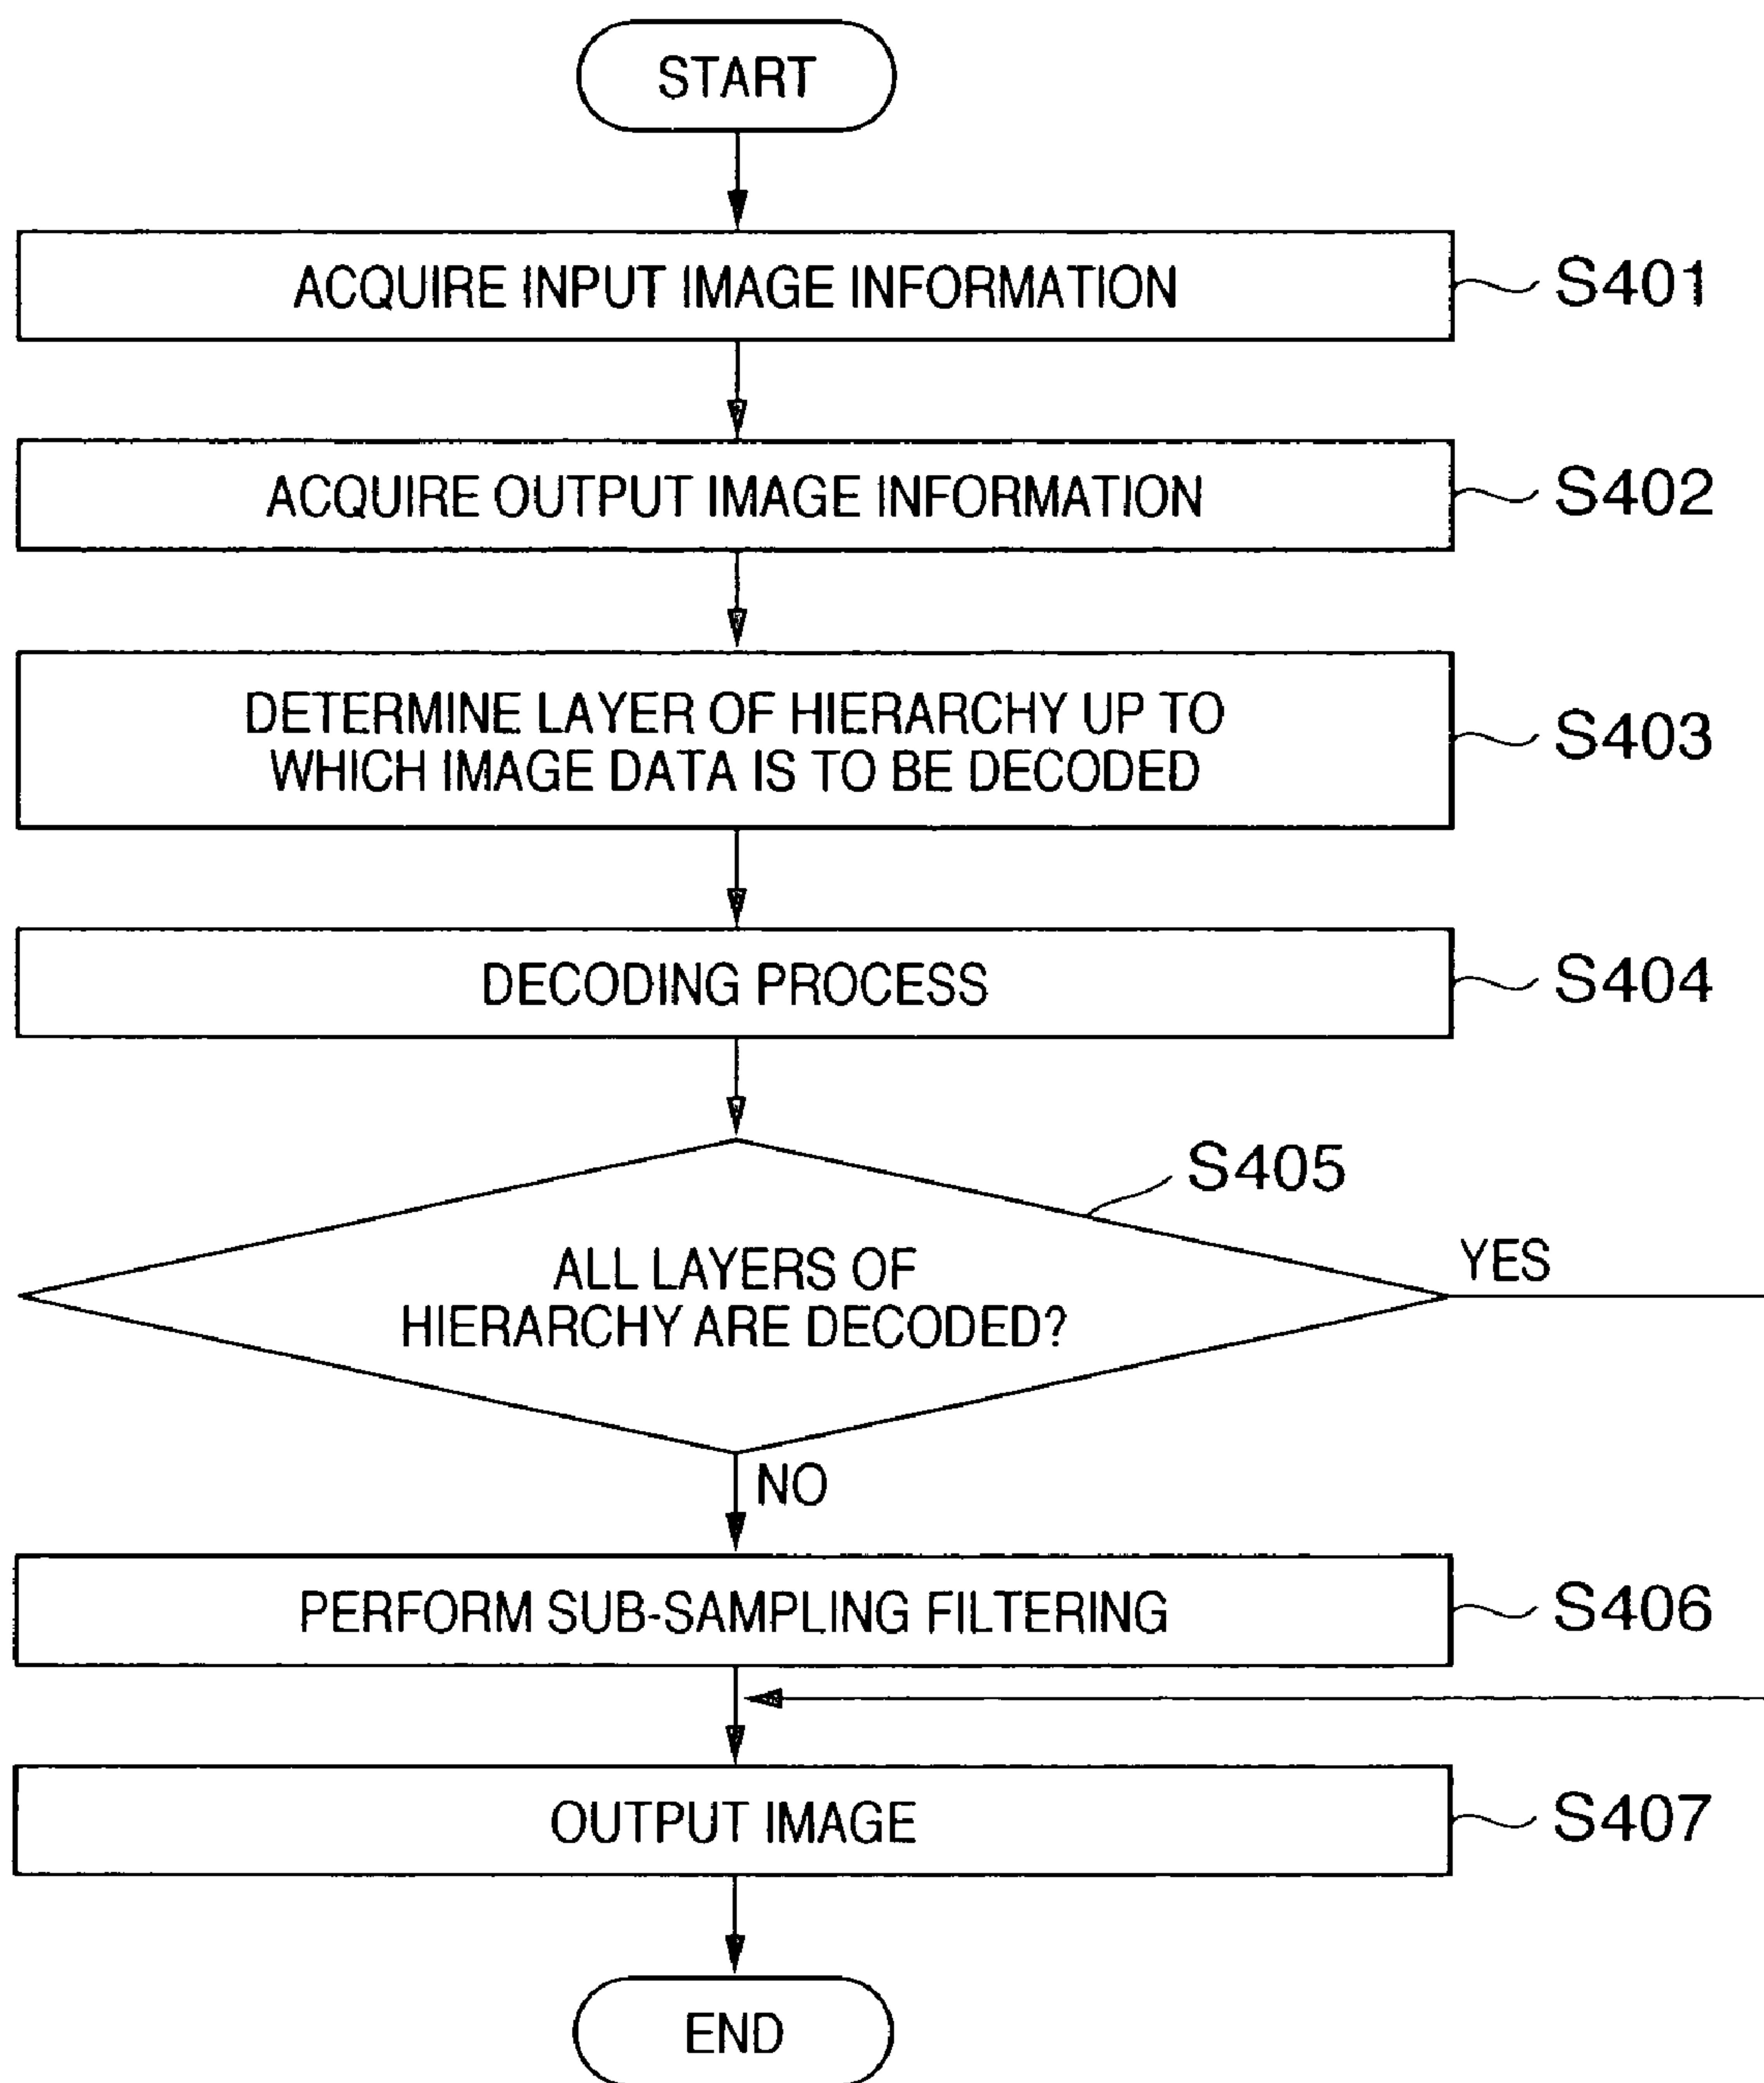 START
ACQUIRE INPUT IMAGE INFORMATION
S401
ACQUIRE OUTPUT IMAGE INFORMATION
S402
DETERMINE LAYER OF HIERARCHY UP TO
WHICH IMAGE DATA IS TO BE DECODED
S403
DECODING PROCESS
S404
S405
ALL LAYERS OF
HIERARCHY ARE DECODED?
YES
NO
PERFORM SUB-SAMPLING FILTERING
S406
OUTPUT IMAGE
S407
END